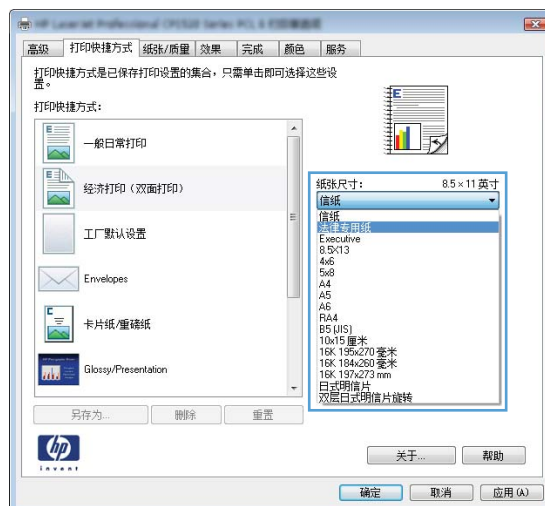 HP LaserJet Professional CP1520 Series PCL 6
高级 打印快捷方式 纸张/质量 效果 完成 颜色 服务
打印快捷方式是已保存打印设置的集合，只需单击即可选择这些设
置。
打印快捷方式：
一般日常打印
经济打印（双面打印）
工厂默认设置
Envelopes
卡片纸/重磅纸
Glossy/Presentation
另存为... 删除 重置
纸张尺寸： 8.5 × 11 英寸
信纸
信纸
法律专用纸
Executive
8.5X13
4x6
5x8
A4
A5
A6
RA4
B5 (JIS)
10x15 厘米
16K 195x270 毫米
16K 184x260 毫米
16K 197x273 mm
日式明信片
双层日式明信片旋转
hp
invent
关于... 帮助
确定 取消 应用 (A)